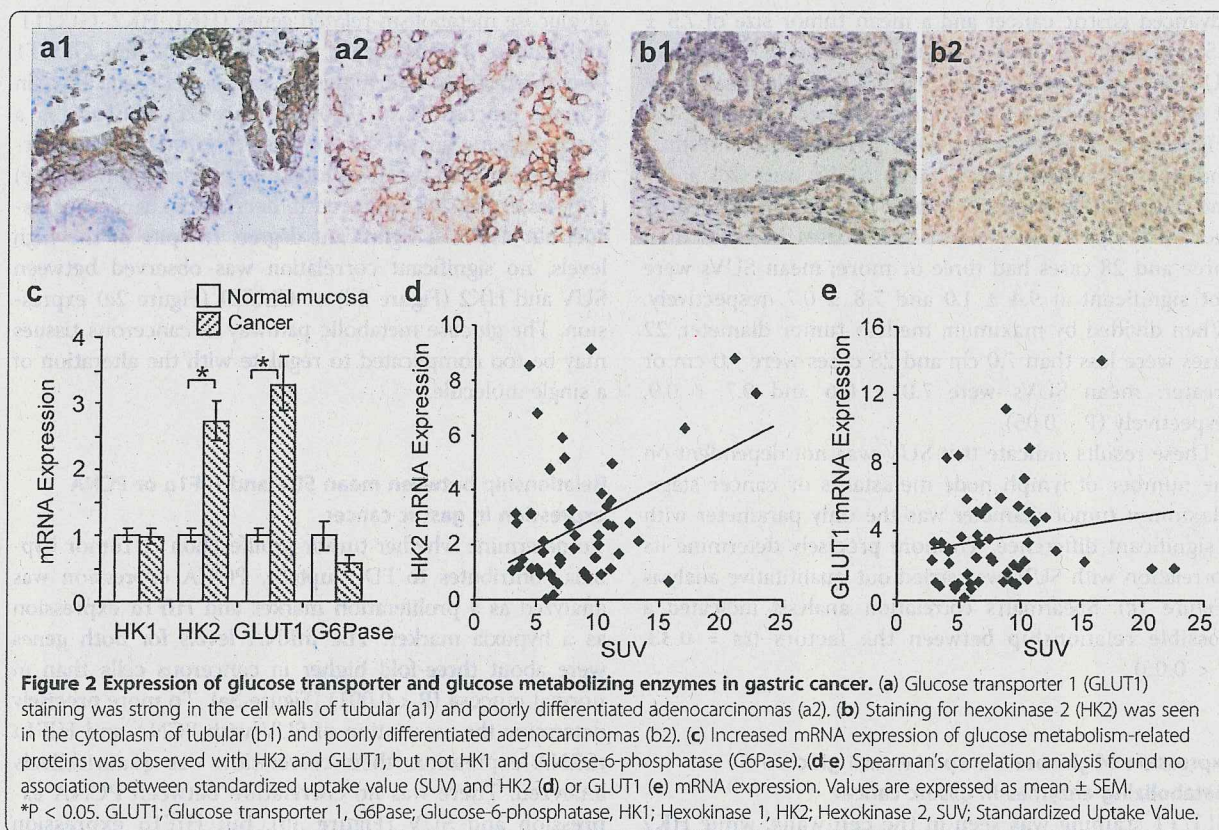 a1
a2
b1
b2
c
Normal mucosa
Cancer
mRNA Expression
4
3
2
1
0
*
*
HK1 HK2 GLUT1 G6Pase
d
HK2 mRNA Expression
10
8
6
4
2
0
0 5 10 15 20 25
SUV
e
GLUT1 mRNA Expression
16
12
8
4
0
0 5 10 15 20 25
SUV
Figure 2 Expression of glucose transporter and glucose metabolizing enzymes in gastric cancer. (a) Glucose transporter 1 (GLUT1)
staining was strong in the cell walls of tubular (a1) and poorly differentiated adenocarcinomas (a2). (b) Staining for hexokinase 2 (HK2) was seen
in the cytoplasm of tubular (b1) and poorly differentiated adenocarcinomas (b2). (c) Increased mRNA expression of glucose metabolism-related
proteins was observed with HK2 and GLUT1, but not HK1 and Glucose-6-phosphatase (G6Pase). (d-e) Spearman's correlation analysis found no
association between standardized uptake value (SUV) and HK2 (d) or GLUT1 (e) mRNA expression. Values are expressed as mean ± SEM.
*P < 0.05. GLUT1; Glucose transporter 1, G6Pase; Glucose-6-phosphatase, HK1; Hexokinase 1, HK2; Hexokinase 2, SUV; Standardized Uptake Value.